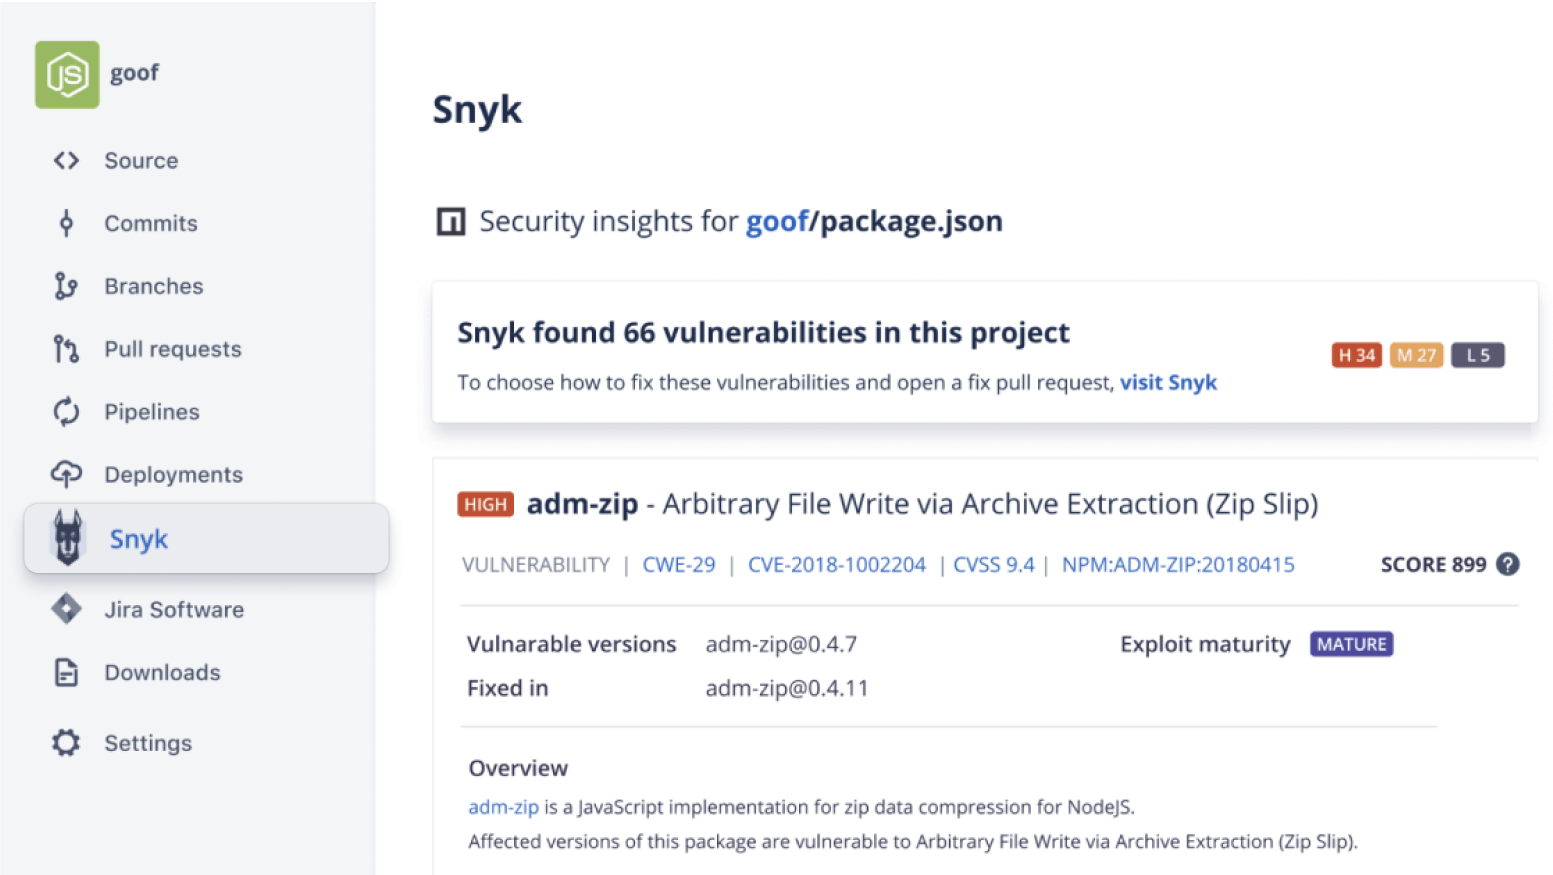 JS goof
Source
Commits
Branches
Pull requests
Pipelines
Deployments
Snyk
Jira Software
Downloads
Settings
Snyk
Security insights for goof/package.json
Snyk found 66 vulnerabilities in this project
To choose how to fix these vulnerabilities and open a fix pull request, visit Snyk
H 34 M 27 L 5
HIGH adm-zip - Arbitrary File Write via Archive Extraction (Zip Slip)
VULNERABILITY | CWE-29 | CVE-2018-1002204 | CVSS 9.4 | NPM:ADM-ZIP:20180415 SCORE 899 ?
Vulnarable versions adm-zip@0.4.7 Exploit maturity MATURE
Fixed in adm-zip@0.4.11
Overview
adm-zip is a JavaScript implementation for zip data compression for NodeJS.
Affected versions of this package are vulnerable to Arbitrary File Write via Archive Extraction (Zip Slip).